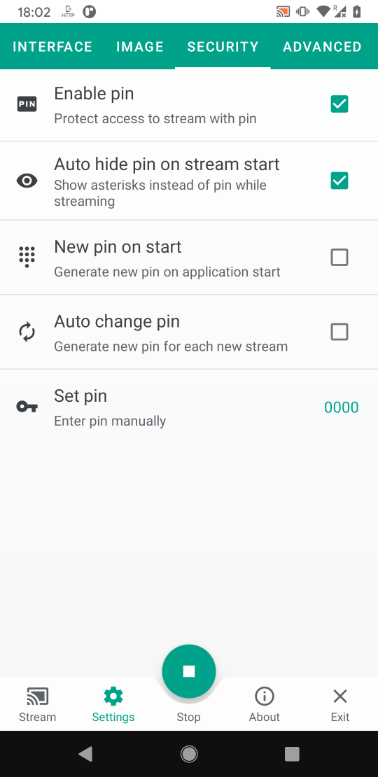 18:02
HTTP
R
INTERFACE IMAGE SECURITY ADVANCED
PIN
Enable pin
Protect access to stream with pin
Auto hide pin on stream start
Show asterisks instead of pin while
streaming
New pin on start
Generate new pin on application start
Auto change pin
Generate new pin for each new stream
Set pin
0000
Enter pin manually
Stream Settings Stop About Exit